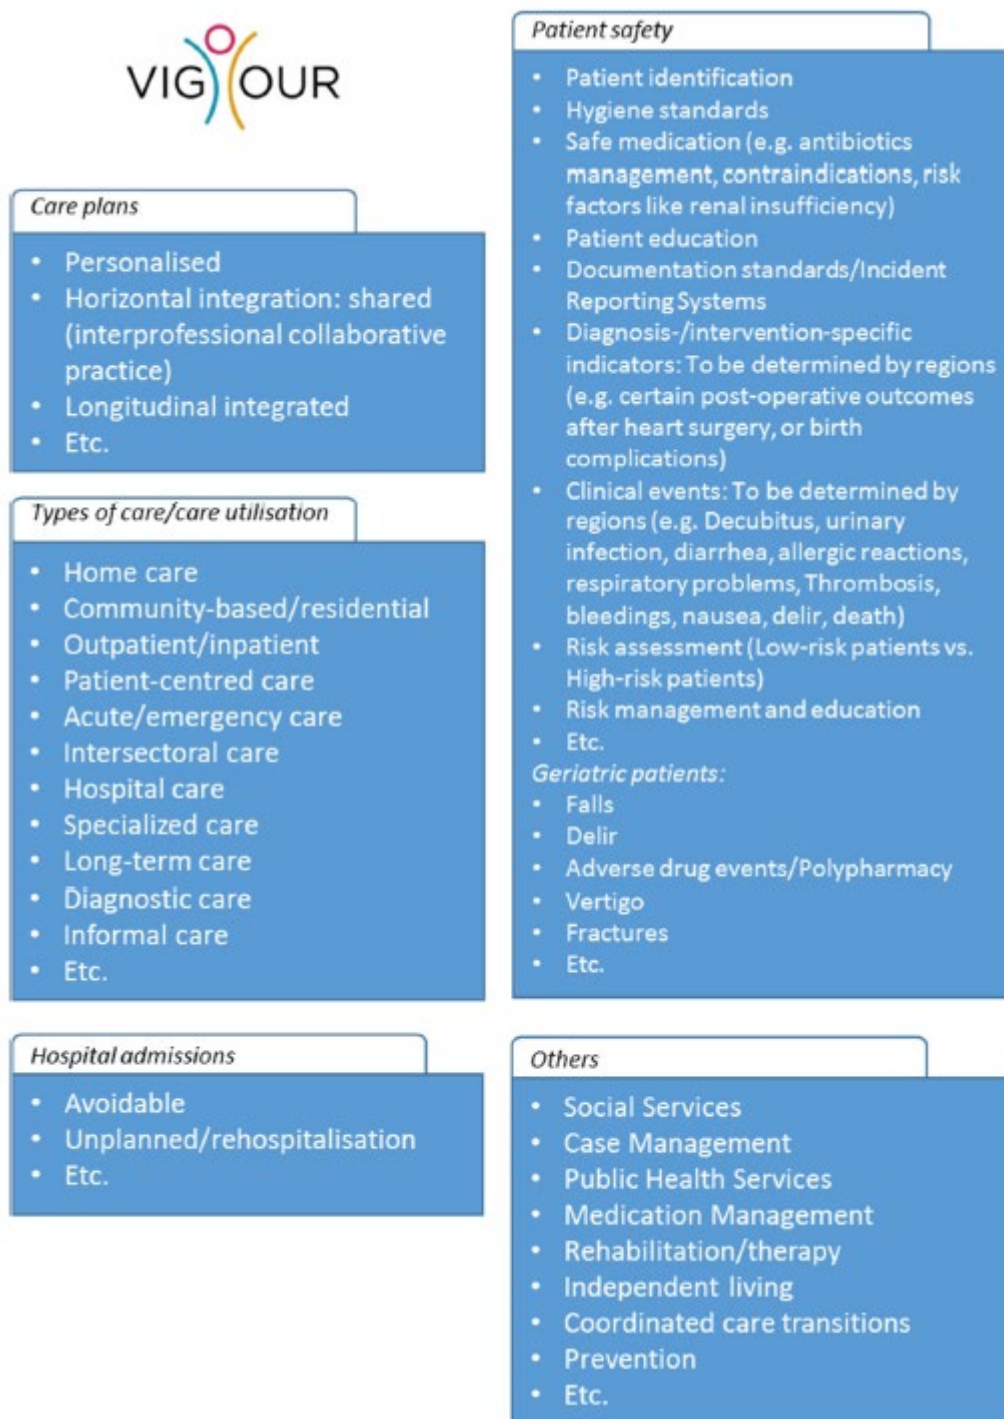 VIGOUR
Care plans
• Personalised
• Horizontal integration: shared
(interprofessional collaborative
practice)
• Longitudinal integrated
• Etc.
Types of care/care utilisation
• Home care
• Community-based/residential
• Outpatient/inpatient
• Patient-centred care
• Acute/emergency care
• Intersectoral care
• Hospital care
• Specialized care
• Long-term care
• Diagnostic care
• Informal care
• Etc.
Hospital admissions
• Avoidable
• Unplanned/rehospitalisation
• Etc.
Patient safety
• Patient identification
• Hygiene standards
• Safe medication (e.g. antibiotics
management, contraindications, risk
factors like renal insufficiency)
• Patient education
• Documentation standards/Incident
Reporting Systems
• Diagnosis-/intervention-specific
indicators: To be determined by regions
(e.g. certain post-operative outcomes
after heart surgery, or birth
complications)
• Clinical events: To be determined by
regions (e.g. Decubitus, urinary
infection, diarrhea, allergic reactions,
respiratory problems, Thrombosis,
bleedings, nausea, delir, death)
• Risk assessment (Low-risk patients vs.
High-risk patients)
• Risk management and education
• Etc.
Geriatric patients:
• Falls
• Delir
• Adverse drug events/Polypharmacy
• Vertigo
• Fractures
• Etc.
Others
• Social Services
• Case Management
• Public Health Services
• Medication Management
• Rehabilitation/therapy
• Independent living
• Coordinated care transitions
• Prevention
• Etc.